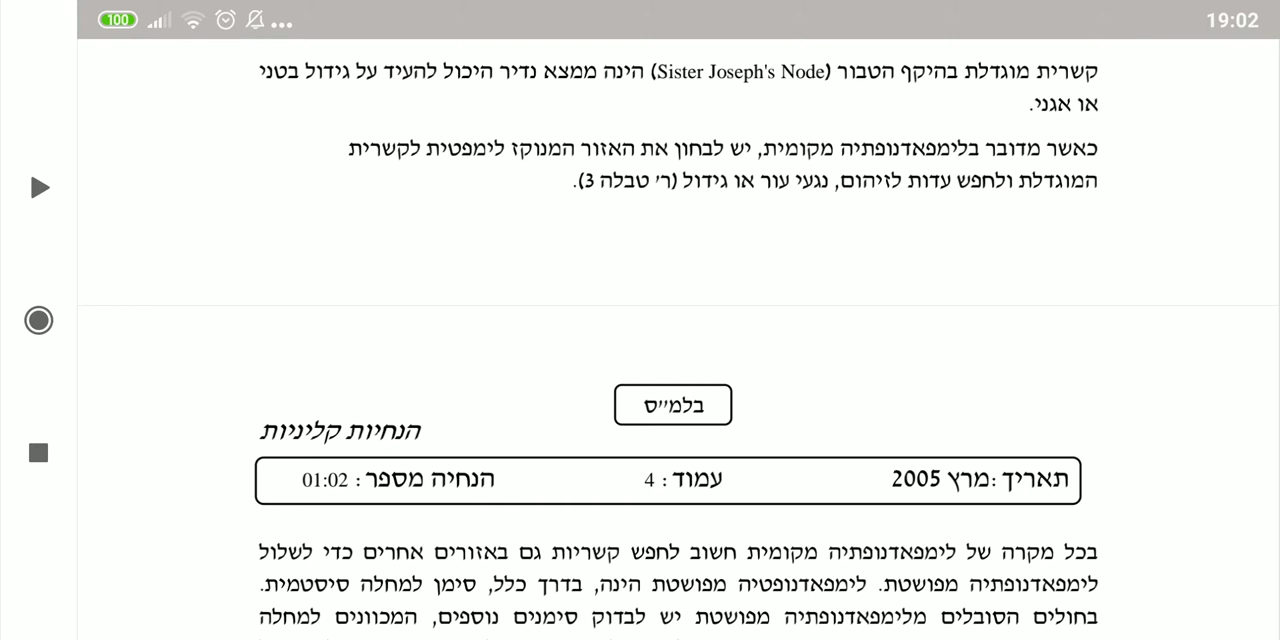 100
19:02
קשרית מוגדלת בהיקף הטבור (Sister Joseph's Node) הינה ממצא נדיר היכול להעיד על גידול בטני
או אגני.
כאשר מדובר בלימפאדנופתיה מקומית, יש לבחון את האזור המנוקז לימפטית לקשרית
המוגדלת ולחפש עדות לזיהום, נגעי עור או גידול (ר' טבלה 3).
בלמ''ס
הנחיות קליניות
תאריך :מרץ 2005 עמוד : 4 הנחיה מספר : 01:02
בכל מקרה של לימפאדנופתיה מקומית חשוב לחפש קשריות גם באזורים אחרים כדי לשלול
לימפאדנופתיה מפושטת. לימפאדנופטיה מפושטת הינה, בדרך כלל, סימן למחלה סיסטמית.
בחולים הסובלים מלימפאדנופתיה מפושטת יש לבדוק סימנים נוספים, המכוונים למחלה